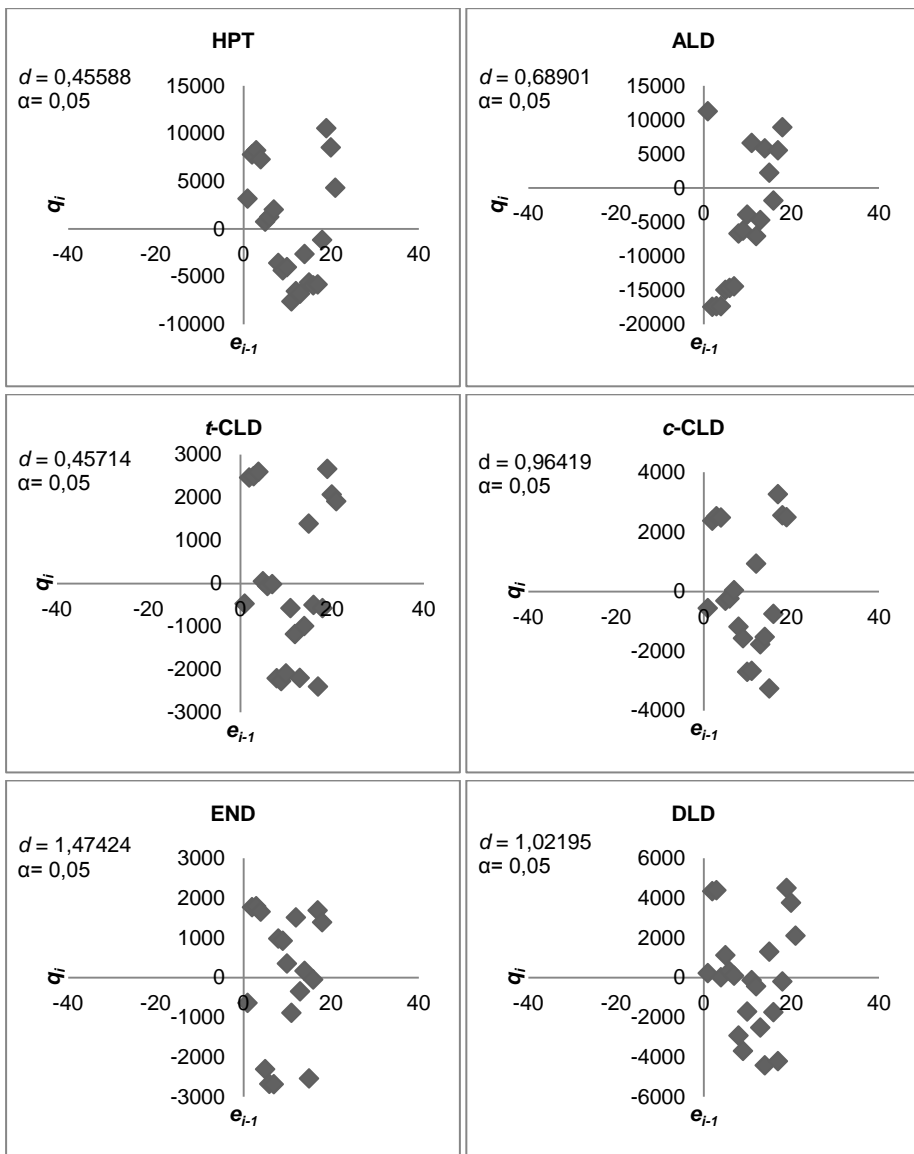 HPT
d = 0,45588
α= 0,05
15000
10000
5000
0
-5000
-10000
-40 -20 0 20 40
qi
ei-1
ALD
d = 0,68901
α= 0,05
15000
10000
5000
0
-5000
-10000
-15000
-20000
-40 -20 0 20 40
qi
ei-1
t-CLD
d = 0,45714
α= 0,05
3000
2000
1000
0
-1000
-2000
-3000
-40 -20 0 20 40
qi
ei-1
c-CLD
d = 0,96419
α= 0,05
4000
2000
0
-2000
-4000
-40 -20 0 20 40
qi
ei-1
END
d = 1,47424
α= 0,05
3000
2000
1000
0
-1000
-2000
-3000
-40 -20 0 20 40
qi
ei-1
DLD
d = 1,02195
α= 0,05
6000
4000
2000
0
-2000
-4000
-6000
-40 -20 0 20 40
qi
ei-1